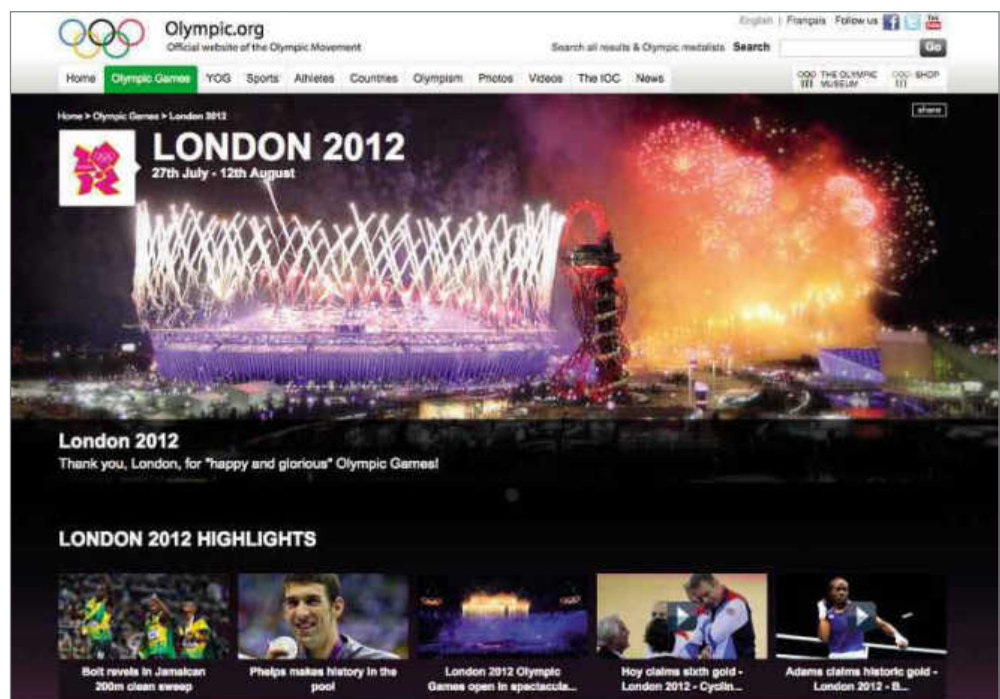 Olympic.org
Official website of the Olympic Movement
English | Français Follow us
Search all results & Olympic medalists Search Go
Home Olympic Games YOG Sports Athletes Countries Olympism Photos Videos The IOC News
THE OLYMPIC MUSEUM
SHOP
Home > Olympic Games > London 2012
share
LONDON 2012
27th July - 12th August
London 2012
Thank you, London, for "happy and glorious" Olympic Games!
LONDON 2012 HIGHLIGHTS
Bolt revels in Jamaican
200m clean sweep
Phelps makes history in the
pool
London 2012 Olympic
Games open in spectacula...
Hoy claims sixth gold -
London 2012 - Cyclin...
Adams claims historic gold -
London 2012 - B...